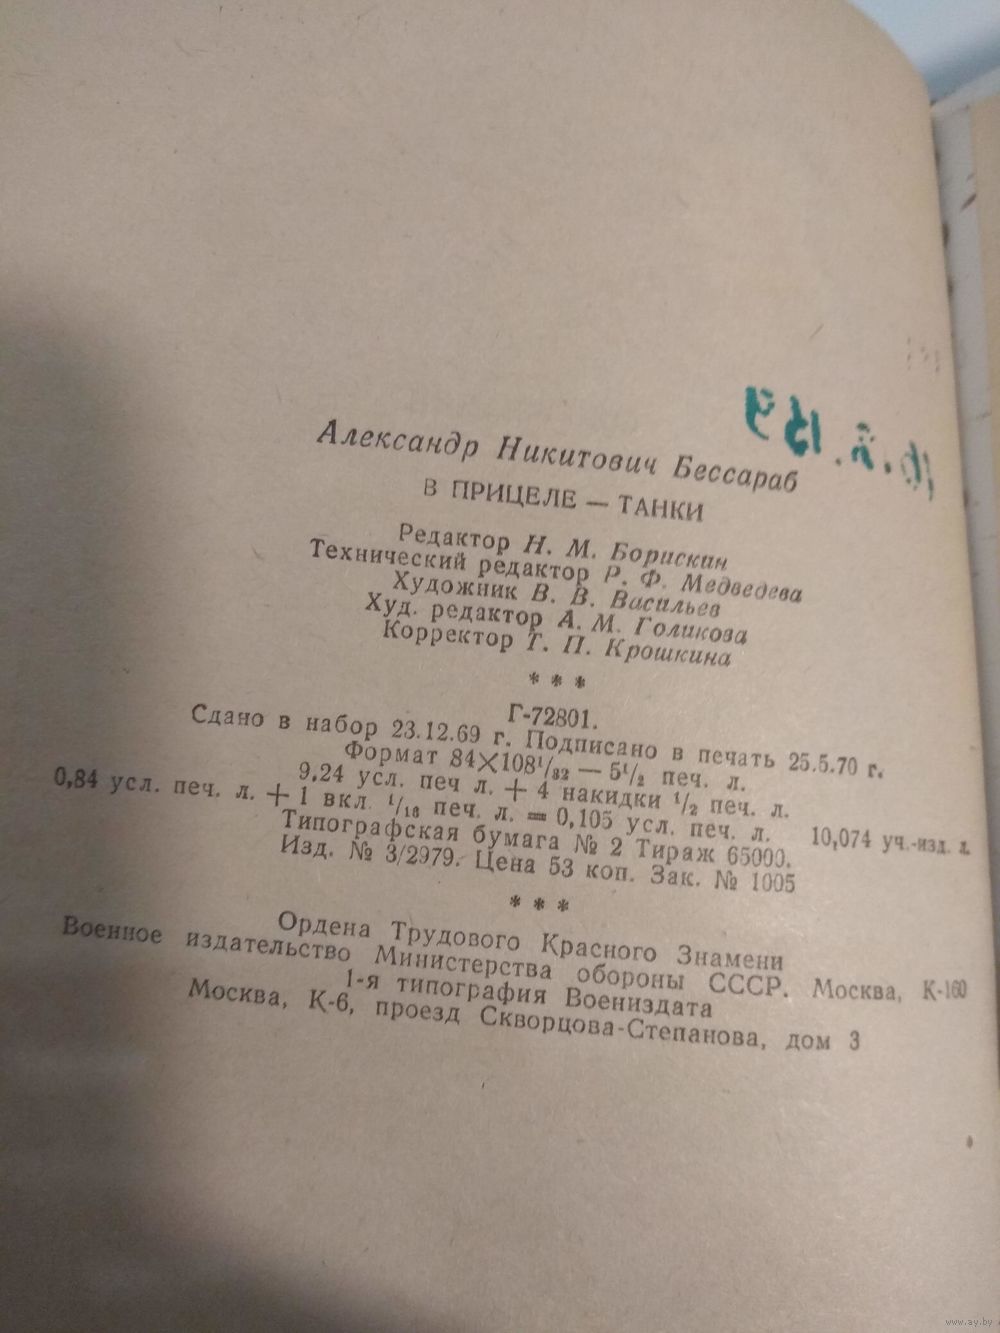 Александр Никитович Бессараб
В ПРИЦЕЛЕ — ТАНКИ
Редактор Н. М. Борискин
Технический редактор Р. Ф. Медведева
Художник В. В. Васильев
Худ. редактор А. М. Голикова
Корректор Т. П. Крошкина
* * *
Г-72801.
Сдано в набор 23.12.69 г. Подписано в печать 25.5.70 г.
Формат 84×108¹/₃₂ — 5¹/₂ печ. л.
9,24 усл. печ л. + 4 накидки ¹/₂ печ. л.
0,84 усл. печ. л. + 1 вкл. ¹/₁₆ печ. л. = 0,105 усл. печ. л. 10,074 уч.-изд. л.
Типографская бумага № 2 Тираж 65000.
Изд. № 3/2979. Цена 53 коп. Зак. № 1005
* * *
Ордена Трудового Красного Знамени
Военное издательство Министерства обороны СССР. Москва, К-160
1-я типография Воениздата
Москва, К-6, проезд Скворцова-Степанова, дом 3
www.ay.by